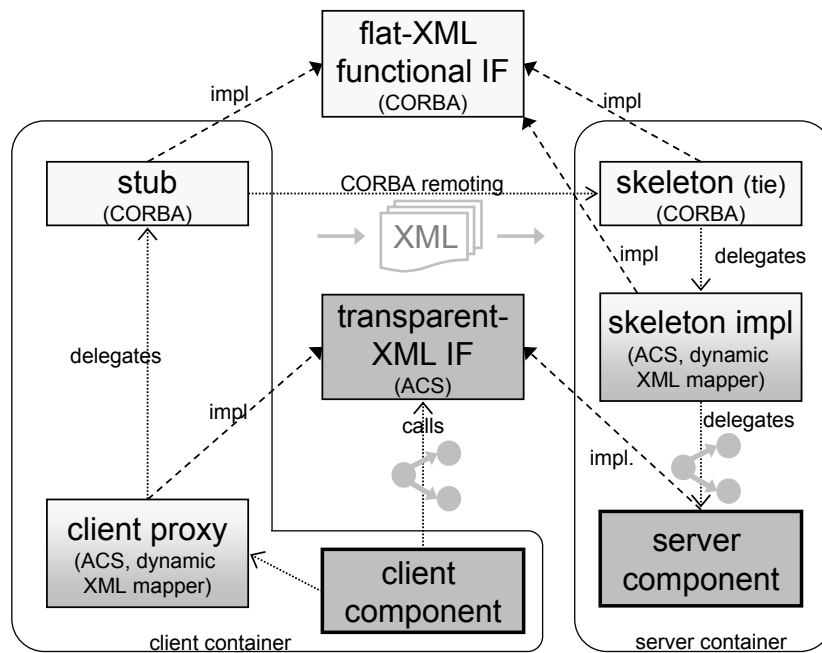 flat-XML
functional IF
(CORBA)
impl
impl
stub
(CORBA)
CORBA remoting
skeleton (tie)
(CORBA)
XML
impl
delegates
transparent-
XML IF
(ACS)
skeleton impl
(ACS, dynamic
XML mapper)
delegates
impl
calls
delegates
impl.
client proxy
(ACS, dynamic
XML mapper)
client
component
server
component
client container
server container